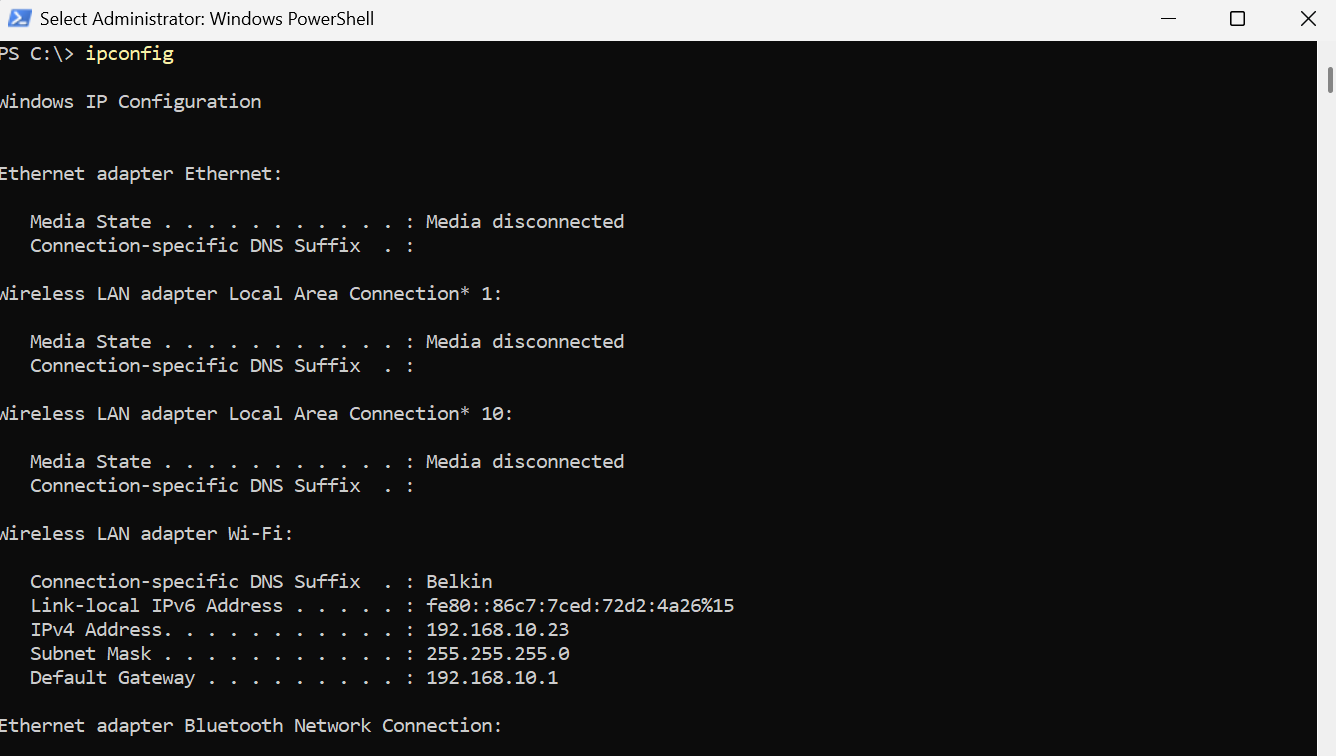 Select Administrator: Windows PowerShell
PS C:\> ipconfig
Windows IP Configuration
Ethernet adapter Ethernet:
   Media State . . . . . . . . . . . : Media disconnected
   Connection-specific DNS Suffix  . :
Wireless LAN adapter Local Area Connection* 1:
   Media State . . . . . . . . . . . : Media disconnected
   Connection-specific DNS Suffix  . :
Wireless LAN adapter Local Area Connection* 10:
   Media State . . . . . . . . . . . : Media disconnected
   Connection-specific DNS Suffix  . :
Wireless LAN adapter Wi-Fi:
   Connection-specific DNS Suffix  . : Belkin
   Link-local IPv6 Address . . . . . : fe80::86c7:7ced:72d2:4a26%15
   IPv4 Address. . . . . . . . . . . : 192.168.10.23
   Subnet Mask . . . . . . . . . . . : 255.255.255.0
   Default Gateway . . . . . . . . . : 192.168.10.1
Ethernet adapter Bluetooth Network Connection: